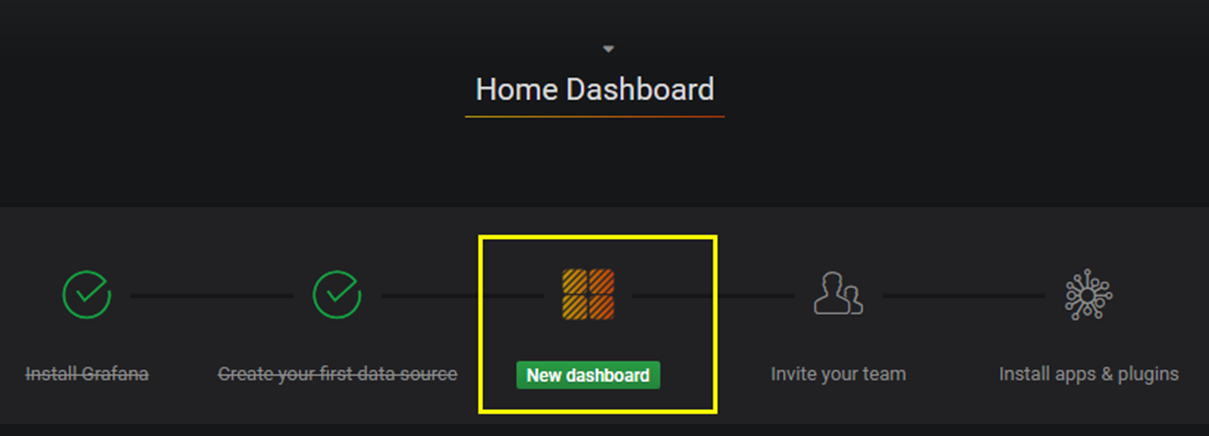 Home Dashboard
Install Grafana
Create your first data source
New dashboard
Invite your team
Install apps & plugins